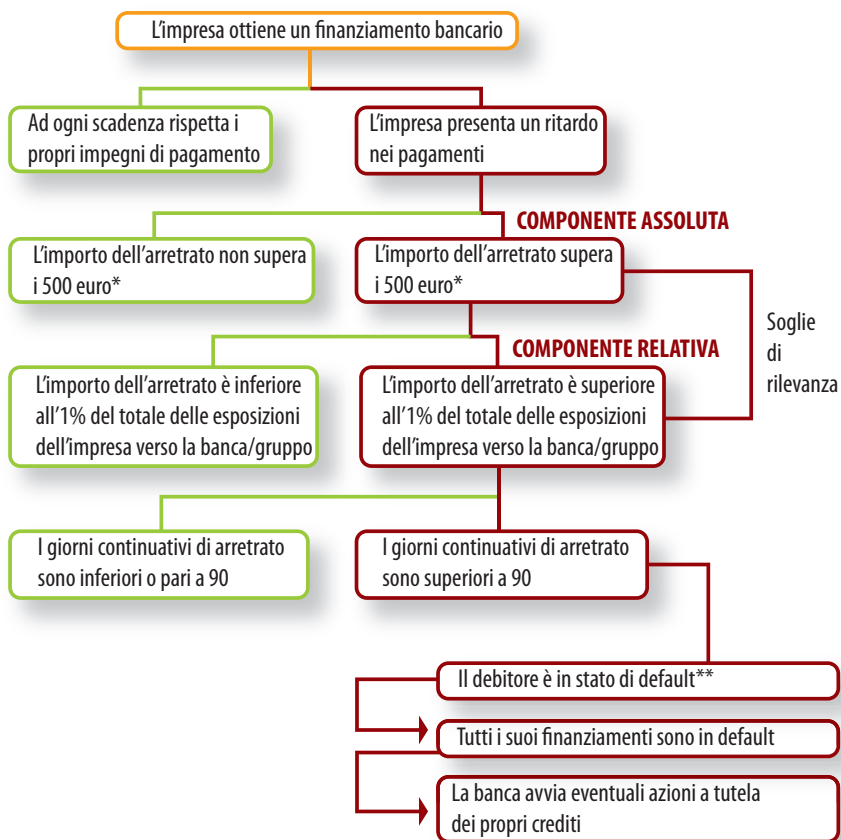 L'impresa ottiene un finanziamento bancario
Ad ogni scadenza rispetta i
propri impegni di pagamento
L'impresa presenta un ritardo
nei pagamenti
COMPONENTE ASSOLUTA
L'importo dell'arretrato non supera
i 500 euro*
L'importo dell'arretrato supera
i 500 euro*
Soglie
di
rilevanza
COMPONENTE RELATIVA
L'importo dell'arretrato è inferiore
all'1% del totale delle esposizioni
dell'impresa verso la banca/gruppo
L'importo dell'arretrato è superiore
all'1% del totale delle esposizioni
dell'impresa verso la banca/gruppo
I giorni continuativi di arretrato
sono inferiori o pari a 90
I giorni continuativi di arretrato
sono superiori a 90
Il debitore è in stato di default**
Tutti i suoi finanziamenti sono in default
La banca avvia eventuali azioni a tutela
dei propri crediti